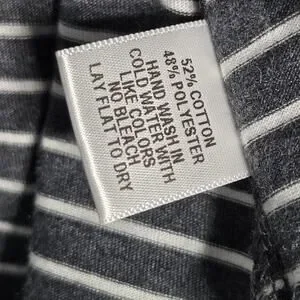 52% COTTON
48% POLYESTER
HAND WASH IN
COLD WATER WITH
LIKE COLORS
NO BLEACH
LAY FLAT TO DRY